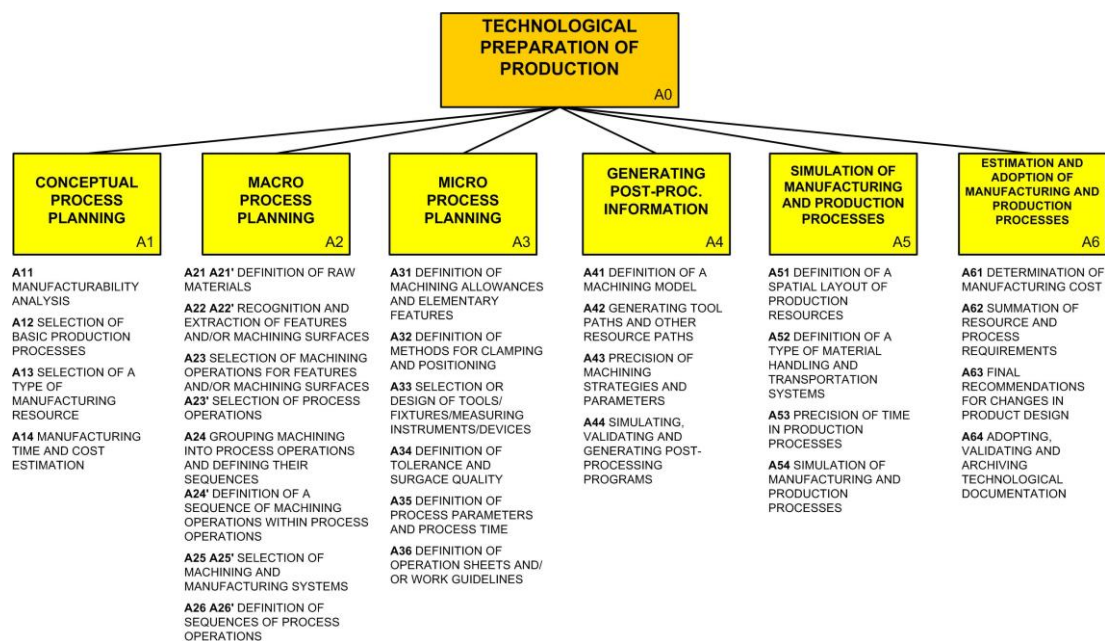 TECHNOLOGICAL
PREPARATION OF
PRODUCTION
A0
CONCEPTUAL
PROCESS
PLANNING
A1
MACRO
PROCESS
PLANNING
A2
MICRO
PROCESS
PLANNING
A3
GENERATING
POST-PROC.
INFORMATION
A4
SIMULATION OF
MANUFACTURING
AND PRODUCTION
PROCESSES
A5
ESTIMATION AND
ADOPTION OF
MANUFACTURING AND
PRODUCTION
PROCESSES
A6
A11
MANUFACTURABILITY
ANALYSIS
A12 SELECTION OF
BASIC PRODUCTION
PROCESSES
A13 SELECTION OF A
TYPE OF
MANUFACTURING
RESOURCE
A14 MANUFACTURING
TIME AND COST
ESTIMATION
A21 A21' DEFINITION OF RAW
MATERIALS
A22 A22' RECOGNITION AND
EXTRACTION OF FEATURES
AND/OR MACHINING SURFACES
A23 SELECTION OF MACHINING
OPERATIONS FOR FEATURES
AND/OR MACHINING SURFACES
A23' SELECTION OF PROCESS
OPERATIONS
A24 GROUPING MACHINING
INTO PROCESS OPERATIONS
AND DEFINING THEIR
SEQUENCES
A24' DEFINITION OF A
SEQUENCE OF MACHINING
OPERATIONS WITHIN PROCESS
OPERATIONS
A25 A25' SELECTION OF
MACHINING AND
MANUFACTURING SYSTEMS
A26 A26' DEFINITION OF
SEQUENCES OF PROCESS
OPERATIONS
A31 DEFINITION OF
MACHINING ALLOWANCES
AND ELEMENTARY
FEATURES
A32 DEFINITION OF
METHODS FOR CLAMPING
AND POSITIONING
A33 SELECTION OR
DESIGN OF TOOLS/
FIXTURES/MEASURING
INSTRUMENTS/DEVICES
A34 DEFINITION OF
TOLERANCE AND
SURGACE QUALITY
A35 DEFINITION OF
PROCESS PARAMETERS
AND PROCESS TIME
A36 DEFINITION OF
OPERATION SHEETS AND/
OR WORK GUIDELINES
A41 DEFINITION OF A
MACHINING MODEL
A42 GENERATING TOOL
PATHS AND OTHER
RESOURCE PATHS
A43 PRECISION OF
MACHINING
STRATEGIES AND
PARAMETERS
A44 SIMULATING,
VALIDATING AND
GENERATING POST-
PROCESSING
PROGRAMS
A51 DEFINITION OF A
SPATIAL LAYOUT OF
PRODUCTION
RESOURCES
A52 DEFINITION OF A
TYPE OF MATERIAL
HANDLING AND
TRANSPORTATION
SYSTEMS
A53 PRECISION OF TIME
IN PRODUCTION
PROCESSES
A54 SIMULATION OF
MANUFACTURING AND
PRODUCTION
PROCESSES
A61 DETERMINATION OF
MANUFACTURING COST
A62 SUMMATION OF
RESOURCE AND
PROCESS
REQUIREMENTS
A63 FINAL
RECOMMENDATIONS
FOR CHANGES IN
PRODUCT DESIGN
A64 ADOPTING,
VALIDATING AND
ARCHIVING
TECHNOLOGICAL
DOCUMENTATION